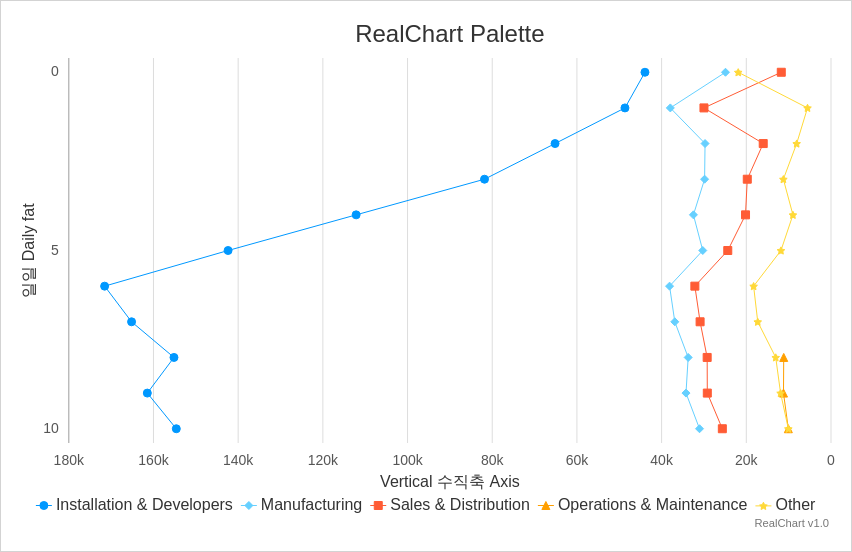 RealChart Palette
0
5
10
일일 Daily fat
180k 160k 140k 120k 100k 80k 60k 40k 20k 0
Vertical 수직축 Axis
Installation & Developers Manufacturing Sales & Distribution Operations & Maintenance Other
RealChart v1.0